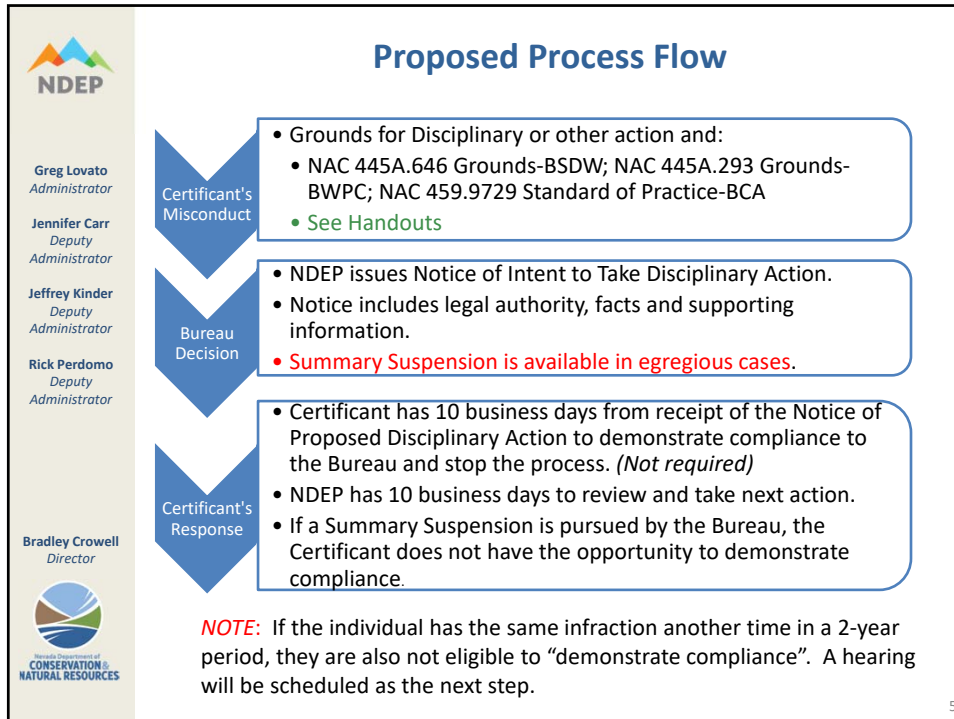 Proposed Process Flow
NDEP
Greg Lovato
Administrator
Jennifer Carr
Deputy
Administrator
Jeffrey Kinder
Deputy
Administrator
Rick Perdomo
Deputy
Administrator
Bradley Crowell
Director
Nevada Department of
CONSERVATION &
NATURAL RESOURCES
Certificant's
Misconduct
• Grounds for Disciplinary or other action and:
• NAC 445A.646 Grounds-BSDW; NAC 445A.293 Grounds-
BWPC; NAC 459.9729 Standard of Practice-BCA
• See Handouts
Bureau
Decision
• NDEP issues Notice of Intent to Take Disciplinary Action.
• Notice includes legal authority, facts and supporting
information.
• Summary Suspension is available in egregious cases.
Certificant's
Response
• Certificant has 10 business days from receipt of the Notice of
Proposed Disciplinary Action to demonstrate compliance to
the Bureau and stop the process. (Not required)
• NDEP has 10 business days to review and take next action.
• If a Summary Suspension is pursued by the Bureau, the
Certificant does not have the opportunity to demonstrate
compliance.
NOTE: If the individual has the same infraction another time in a 2-year
period, they are also not eligible to “demonstrate compliance”. A hearing
will be scheduled as the next step.
5